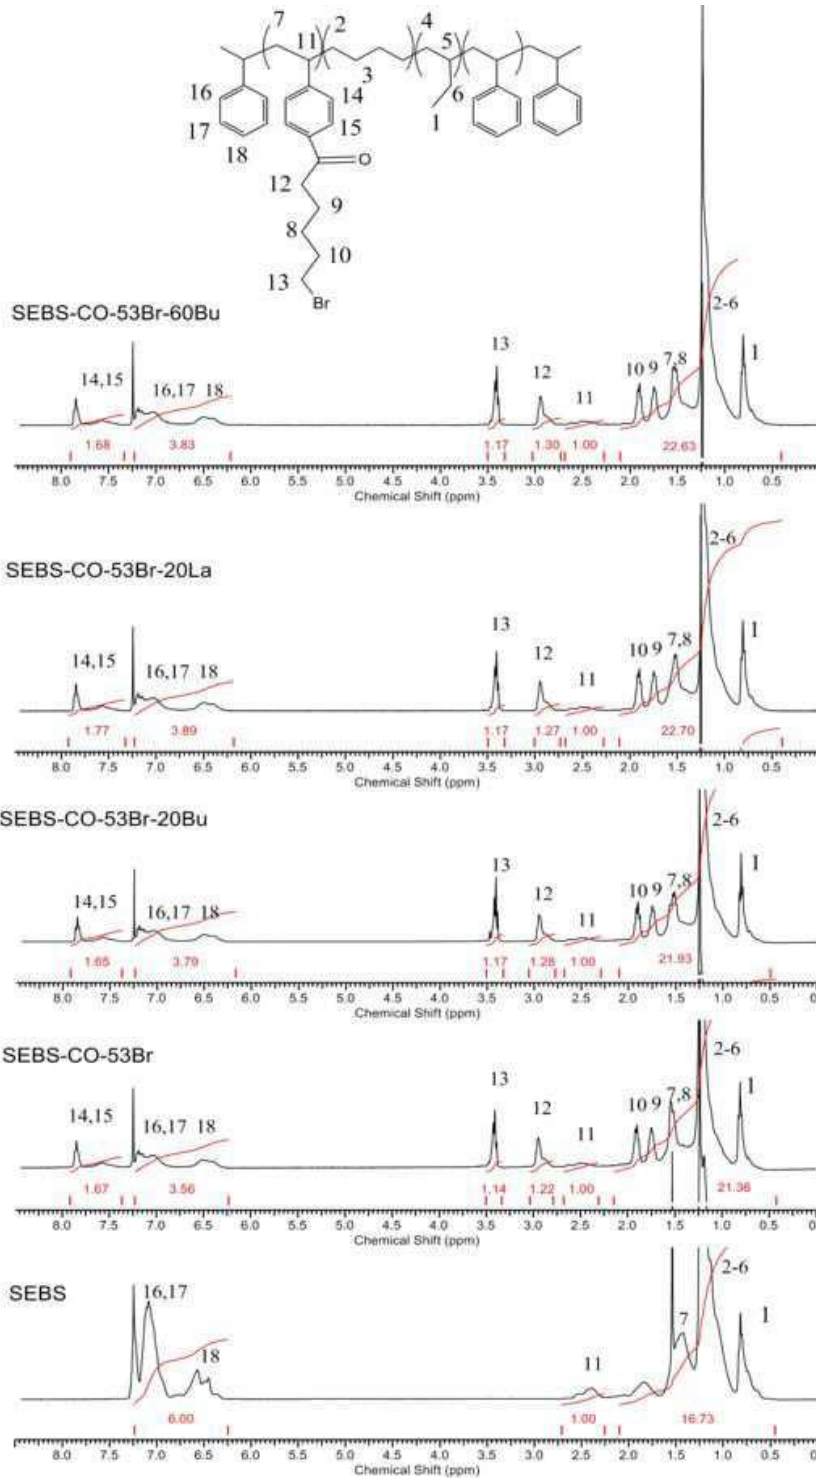 7 2 4
11 5
3
16 14 6
17 15 1
18 O
12
9
8
10
13
Br
SEBS-CO-53Br-60Bu
2-6
13 1
14,15 16,17 18 12 11 10 9 7,8
1.68 3.83 1.17 1.30 1.00 22.63
8.0 7.5 7.0 6.5 6.0 5.5 5.0 4.5 4.0 3.5 3.0 2.5 2.0 1.5 1.0 0.5 0
Chemical Shift (ppm)
SEBS-CO-53Br-20La
2-6
13 1
14,15 16,17 18 12 11 10 9 7,8
1.77 3.89 1.17 1.27 1.00 22.70
8.0 7.5 7.0 6.5 6.0 5.5 5.0 4.5 4.0 3.5 3.0 2.5 2.0 1.5 1.0 0.5 0
Chemical Shift (ppm)
SEBS-CO-53Br-20Bu
2-6
13 1
14,15 16,17 18 12 11 10 9 7,8
1.65 3.79 1.17 1.28 1.00 21.93
8.0 7.5 7.0 6.5 6.0 5.5 5.0 4.5 4.0 3.5 3.0 2.5 2.0 1.5 1.0 0.5 0
Chemical Shift (ppm)
SEBS-CO-53Br
2-6
13 1
14,15 16,17 18 12 11 10 9 7,8
1.67 3.56 1.14 1.22 1.00 21.36
8.0 7.5 7.0 6.5 6.0 5.5 5.0 4.5 4.0 3.5 3.0 2.5 2.0 1.5 1.0 0.5 0
Chemical Shift (ppm)
SEBS
16,17 2-6
18 11 7 1
6.00 1.00 16.73
8.0 7.5 7.0 6.5 6.0 5.5 5.0 4.5 4.0 3.5 3.0 2.5 2.0 1.5 1.0 0.5 0
Chemical Shift (ppm)